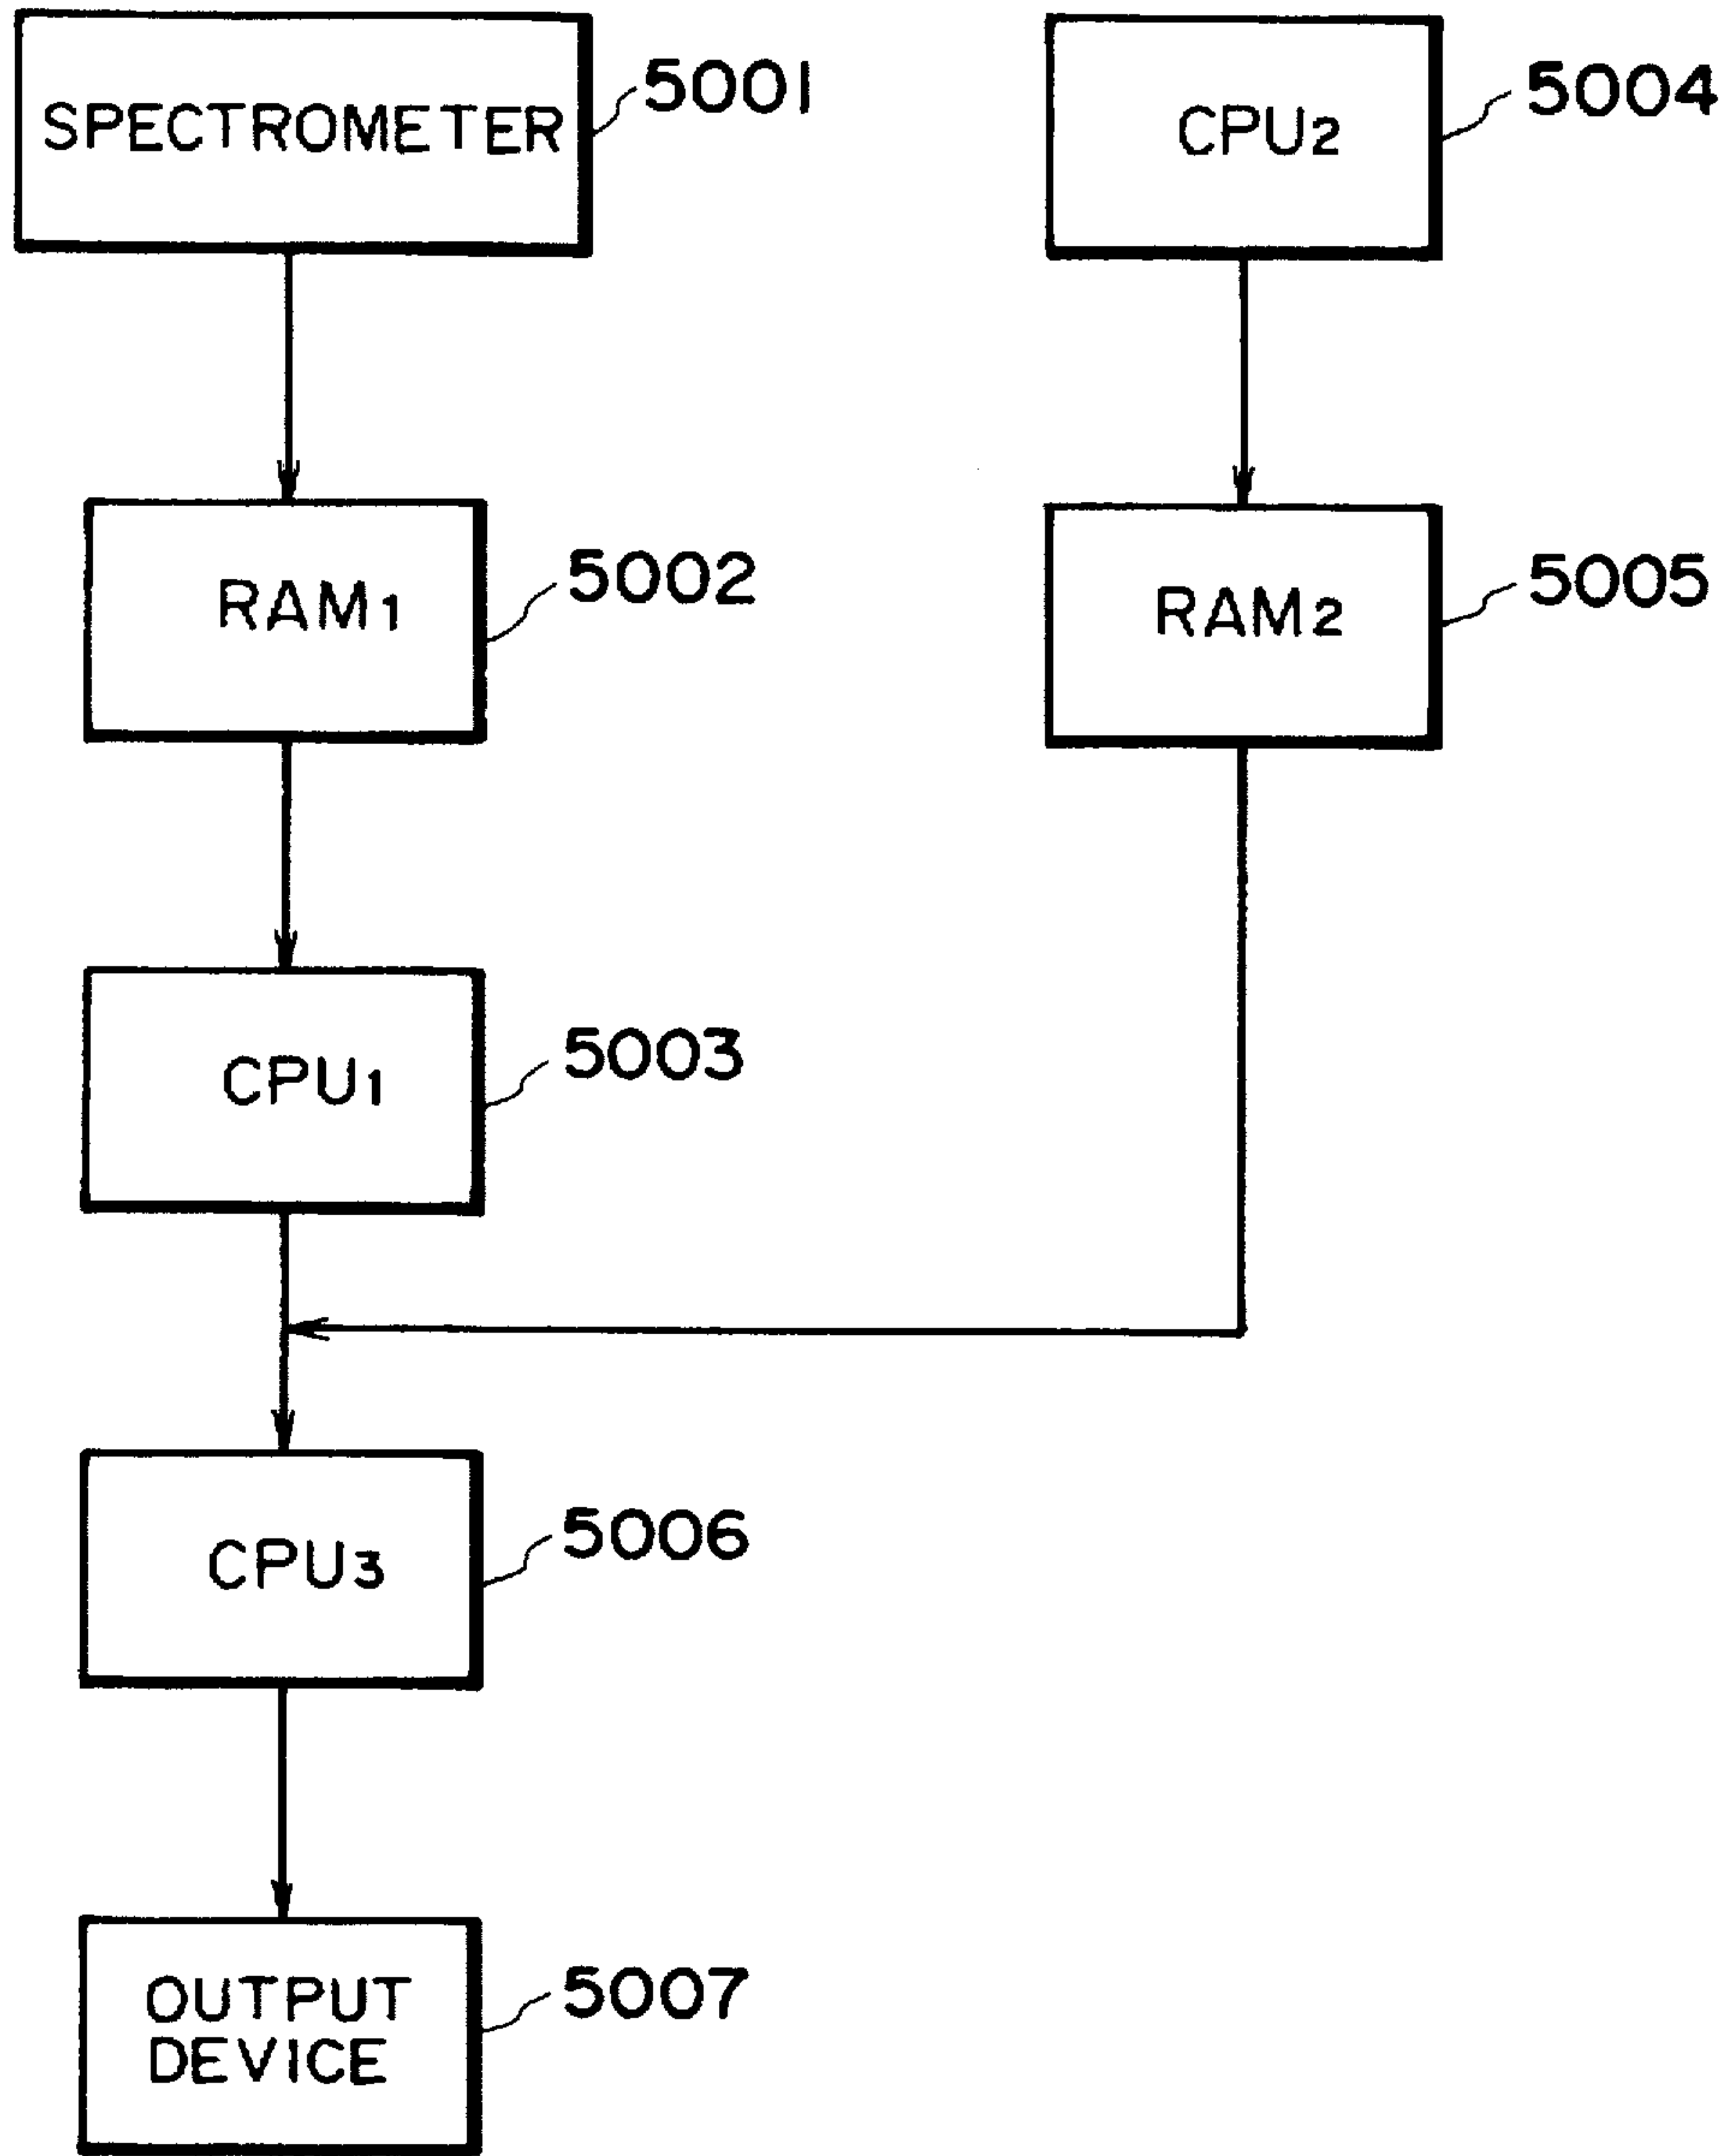 SPECTROMETER
5001
CPU2
5004
RAM1
5002
RAM2
5005
CPU1
5003
CPU3
5006
OUTPUT
DEVICE
5007